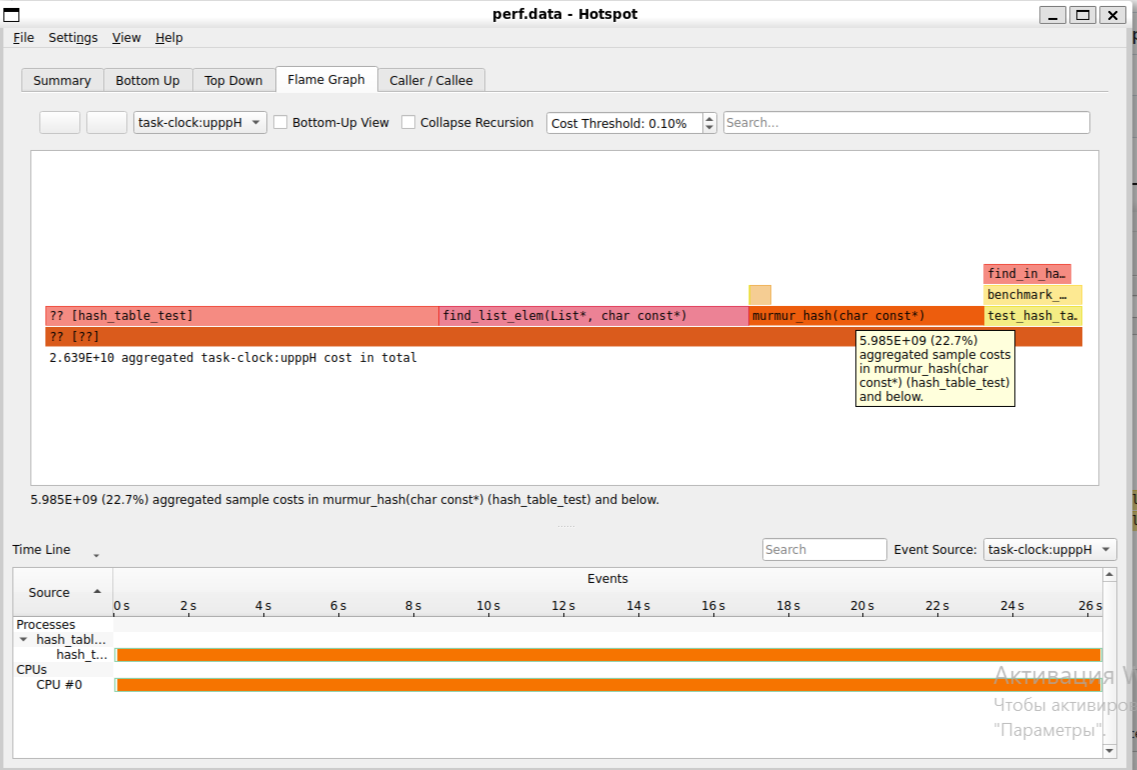 perf.data - Hotspot
File Settings View Help
Summary Bottom Up Top Down Flame Graph Caller / Callee
task-clock:upppH Bottom-Up View Collapse Recursion Cost Threshold: 0.10% Search...
find_in_ha…
benchmark_…
?? [hash_table_test] find_list_elem(List*, char const*) murmur_hash(char const*) test_hash_ta…
?? [??]
2.639E+10 aggregated task-clock:upppH cost in total
5.985E+09 (22.7%)
aggregated sample costs
in murmur_hash(char
const*) (hash_table_test)
and below.
5.985E+09 (22.7%) aggregated sample costs in murmur_hash(char const*) (hash_table_test) and below.
Time Line Search Event Source: task-clock:upppH
Source Events
0 s 2 s 4 s 6 s 8 s 10 s 12 s 14 s 16 s 18 s 20 s 22 s 24 s 26 s
Processes
hash_tabl...
hash_t...
CPUs
CPU #0
Активация W
Чтобы активиров
"Параметры".